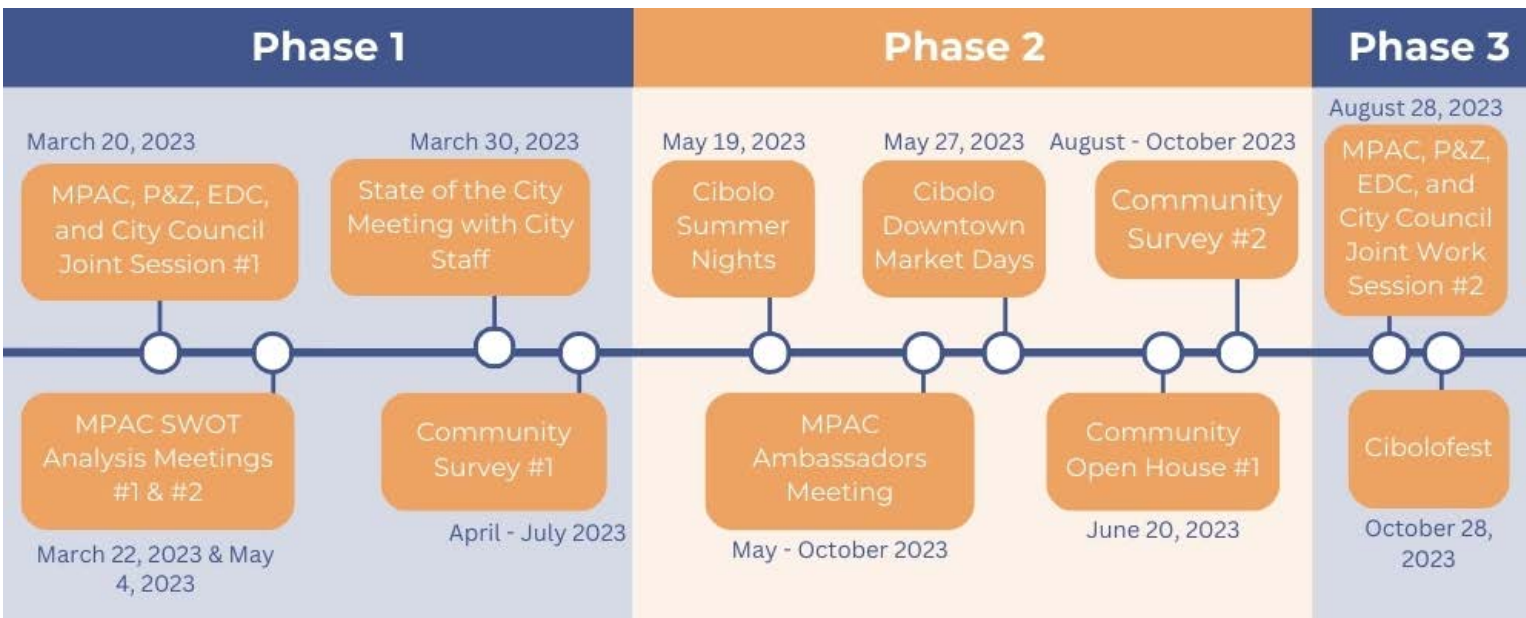 Phase 1
Phase 2
Phase 3
March 20, 2023
MPAC, P&Z, EDC,
and City Council
Joint Session #1
March 30, 2023
State of the City
Meeting with City
Staff
MPAC SWOT
Analysis Meetings
#1 & #2
March 22, 2023 & May
4, 2023
Community
Survey #1
April - July 2023
May 19, 2023
Cibolo
Summer
Nights
May 27, 2023
Cibolo
Downtown
Market Days
August - October 2023
Community
Survey #2
MPAC
Ambassadors
Meeting
May - October 2023
Community
Open House #1
June 20, 2023
August 28, 2023
MPAC, P&Z,
EDC, and
City Council
Joint Work
Session #2
Cibolofest
October 28,
2023